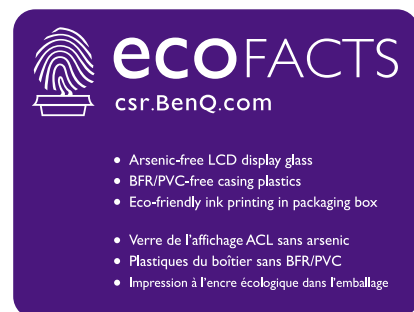 ecoFACTS
csr.BenQ.com
• Arsenic-free LCD display glass
• BFR/PVC-free casing plastics
• Eco-friendly ink printing in packaging box
• Verre de l'affichage ACL sans arsenic
• Plastiques du boîtier sans BFR/PVC
• Impression à l'encre écologique dans l'emballage